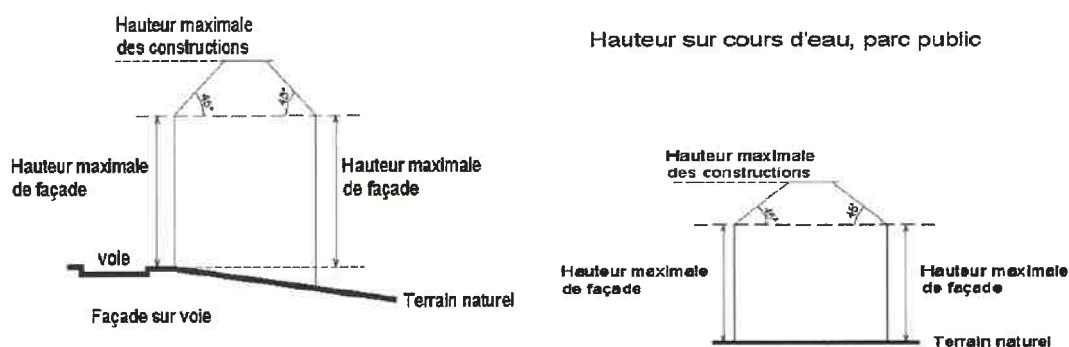 Hauteur maximale
des constructions
45°
45°
Hauteur maximale
de façade
Hauteur maximale
de façade
voie
Terrain naturel
Façade sur voie
Hauteur sur cours d'eau, parc public
Hauteur maximale
des constructions
45°
45°
Hauteur maximale
de façade
Hauteur maximale
de façade
Terrain naturel